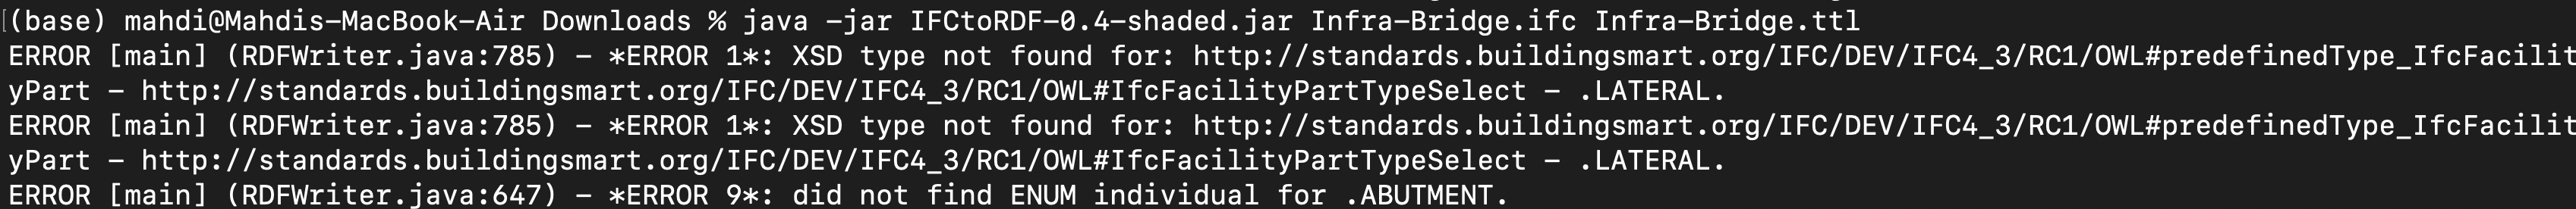 (base) mahdi@Mahdis-MacBook-Air Downloads % java -jar IFCtoRDF-0.4-shaded.jar Infra-Bridge.ifc Infra-Bridge.ttl
ERROR [main] (RDFWriter.java:785) - *ERROR 1*: XSD type not found for: http://standards.buildingsmart.org/IFC/DEV/IFC4_3/RC1/OWL#predefinedType_IfcFacilit
yPart - http://standards.buildingsmart.org/IFC/DEV/IFC4_3/RC1/OWL#IfcFacilityPartTypeSelect - .LATERAL.
ERROR [main] (RDFWriter.java:785) - *ERROR 1*: XSD type not found for: http://standards.buildingsmart.org/IFC/DEV/IFC4_3/RC1/OWL#predefinedType_IfcFacilit
yPart - http://standards.buildingsmart.org/IFC/DEV/IFC4_3/RC1/OWL#IfcFacilityPartTypeSelect - .LATERAL.
ERROR [main] (RDFWriter.java:647) - *ERROR 9*: did not find ENUM individual for .ABUTMENT.